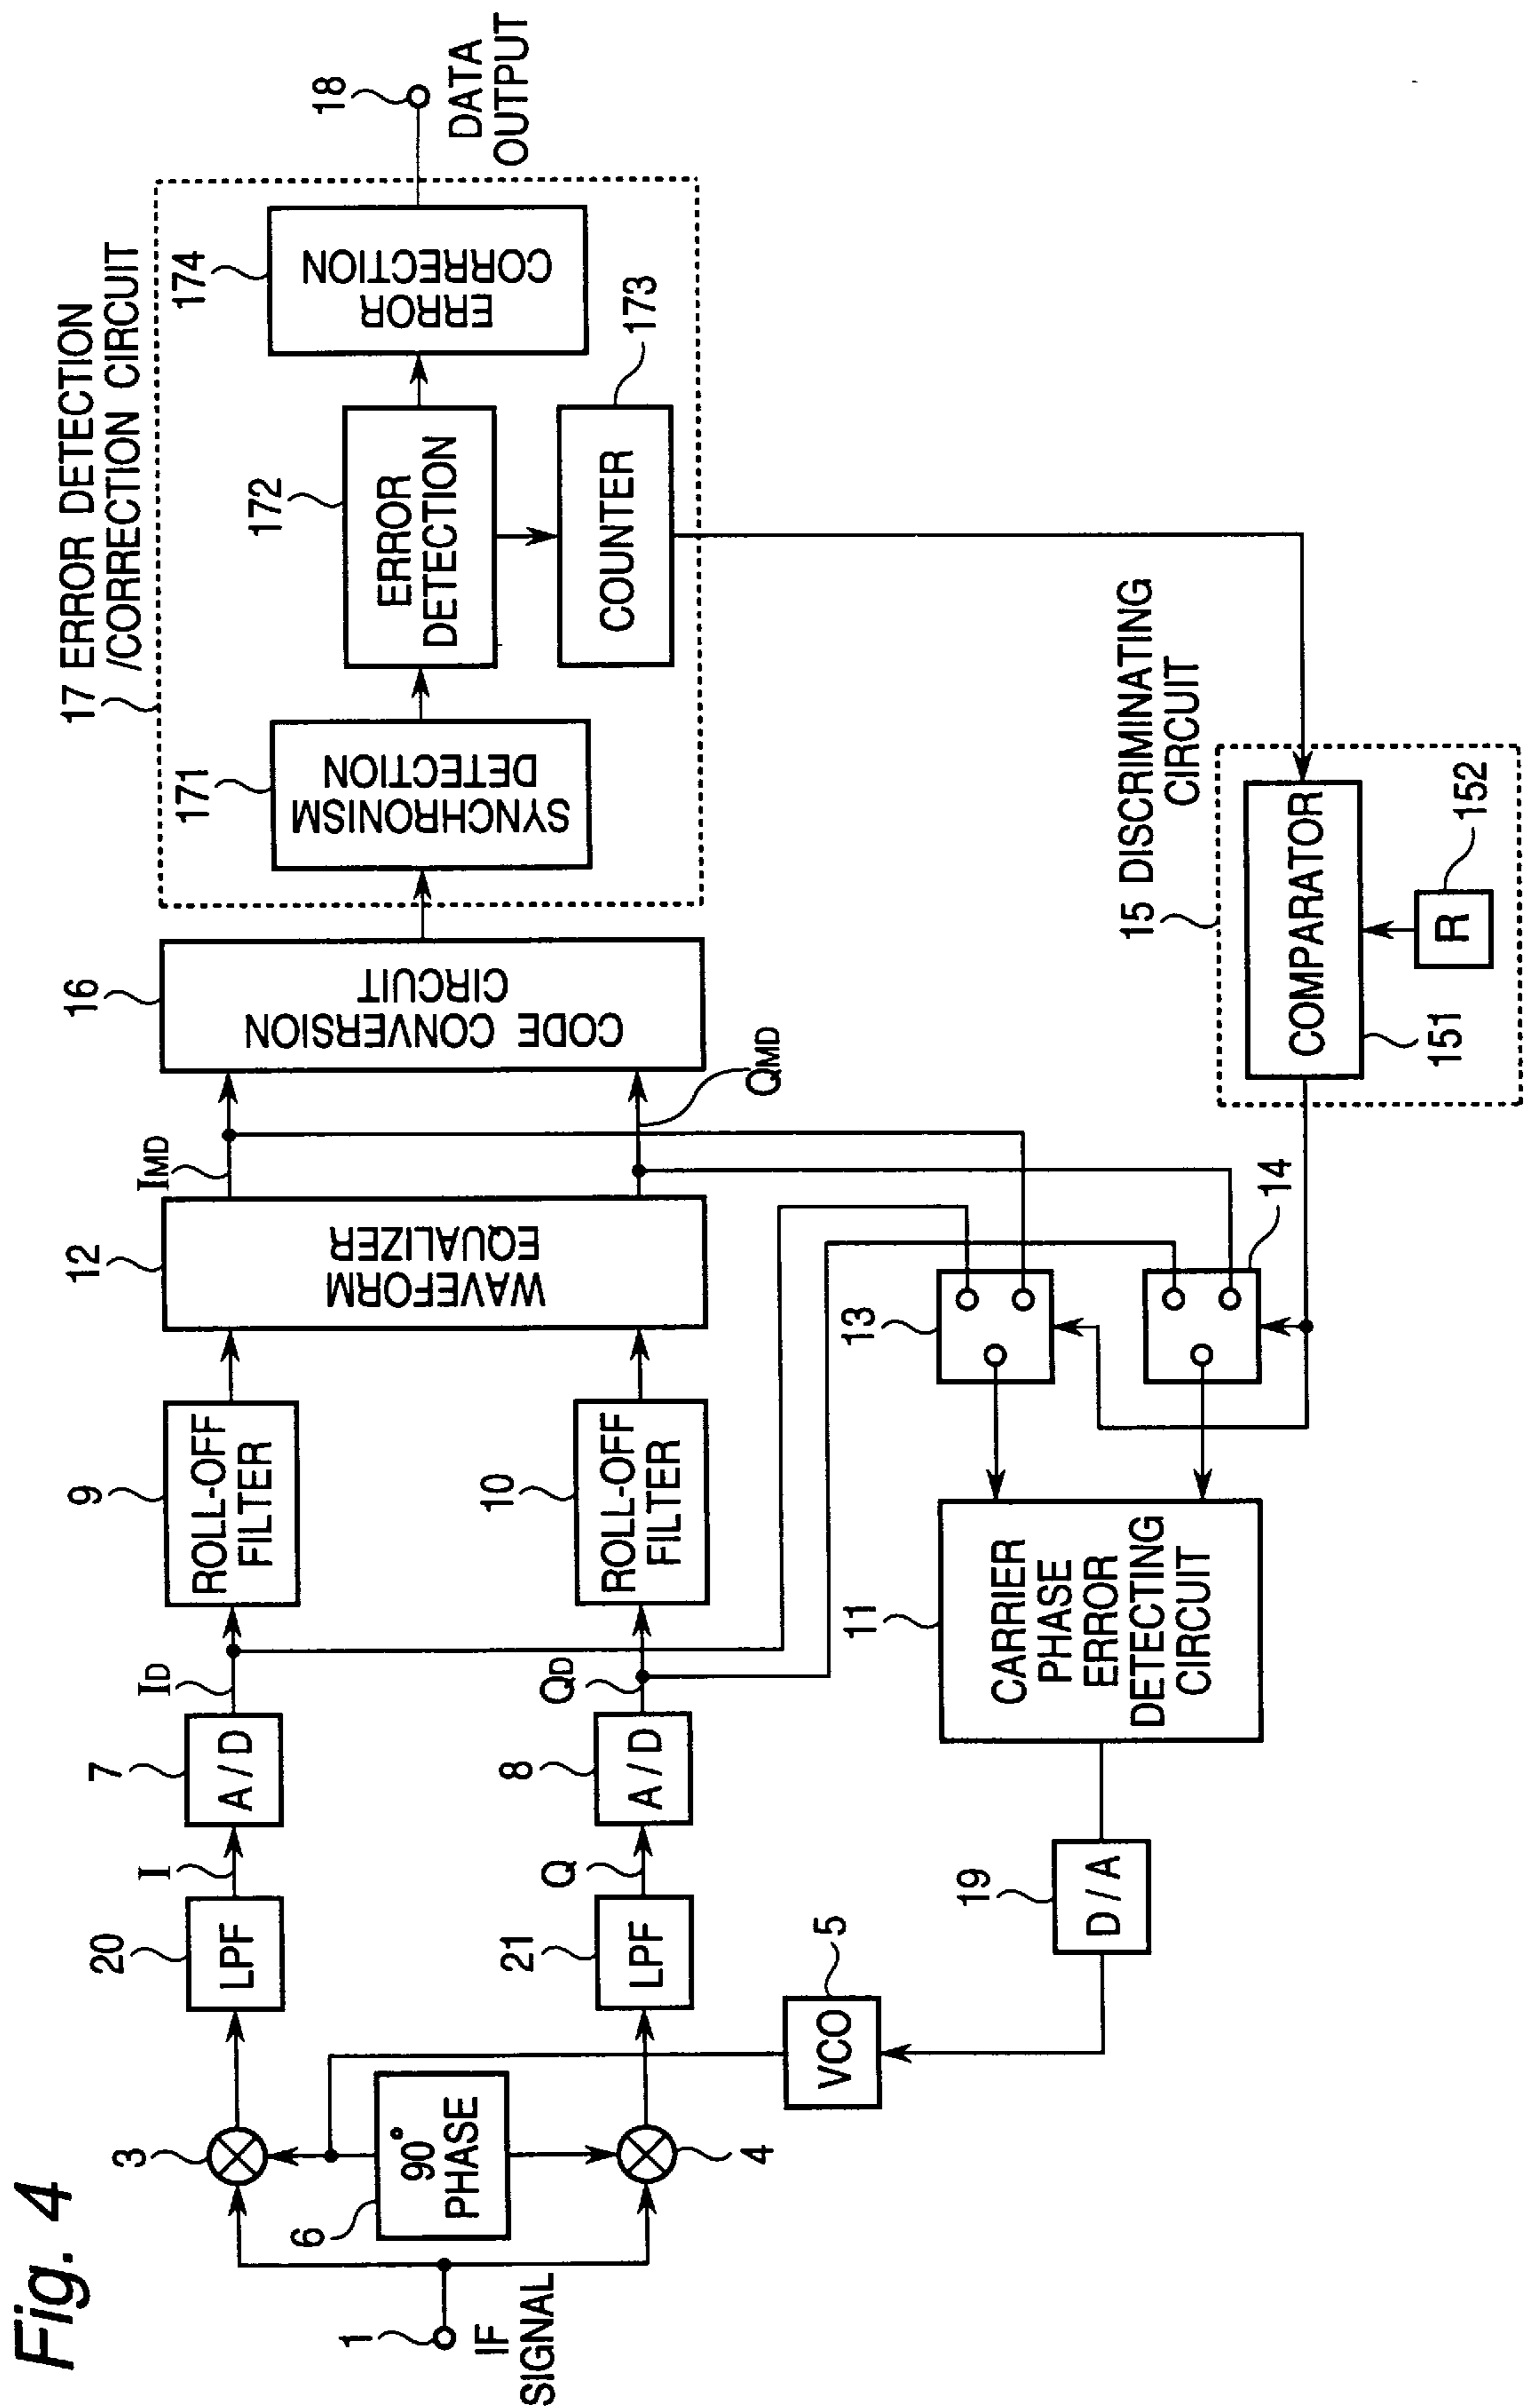 Fig. 4
1
IF
SIGNAL
3
4
6
90°
PHASE
VCO
5
20
LPF
21
LPF
I
Q
7
A/D
8
A/D
ID
QD
9
ROLL-OFF
FILTER
10
ROLL-OFF
FILTER
12
WAVEFORM
EQUALIZER
IMD
QMD
16
CODE CONVERSION
CIRCUIT
17 ERROR DETECTION
/CORRECTION CIRCUIT
171
SYNCHRONISM
DETECTION
172
ERROR
DETECTION
COUNTER
173
174
ERROR
CORRECTION
18
DATA
OUTPUT
19
D/A
11
CARRIER
PHASE
ERROR
DETECTING
CIRCUIT
13
14
15 DISCRIMINATING
CIRCUIT
COMPARATOR
151
R
152